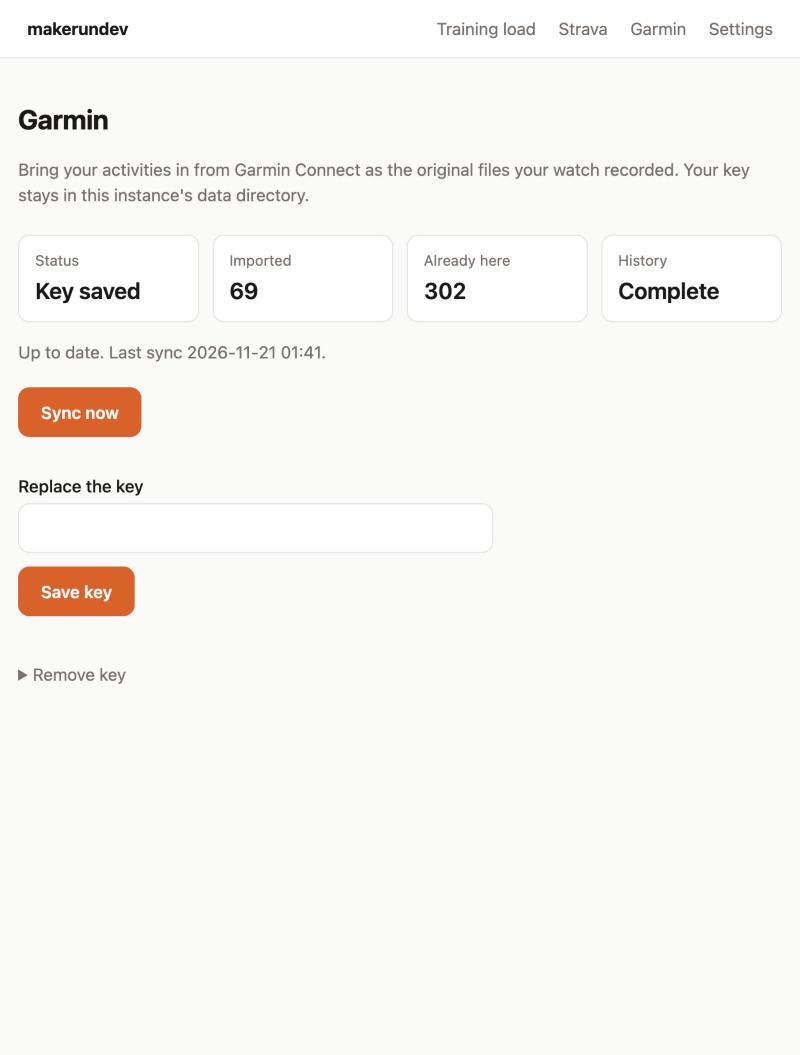 makerundev
Training load
Strava
Garmin
Settings
Garmin
Bring your activities in from Garmin Connect as the original files your watch recorded. Your key
stays in this instance's data directory.
Status
Key saved
Imported
69
Already here
302
History
Complete
Up to date. Last sync 2026-11-21 01:41.
Sync now
Replace the key
Save key
Remove key